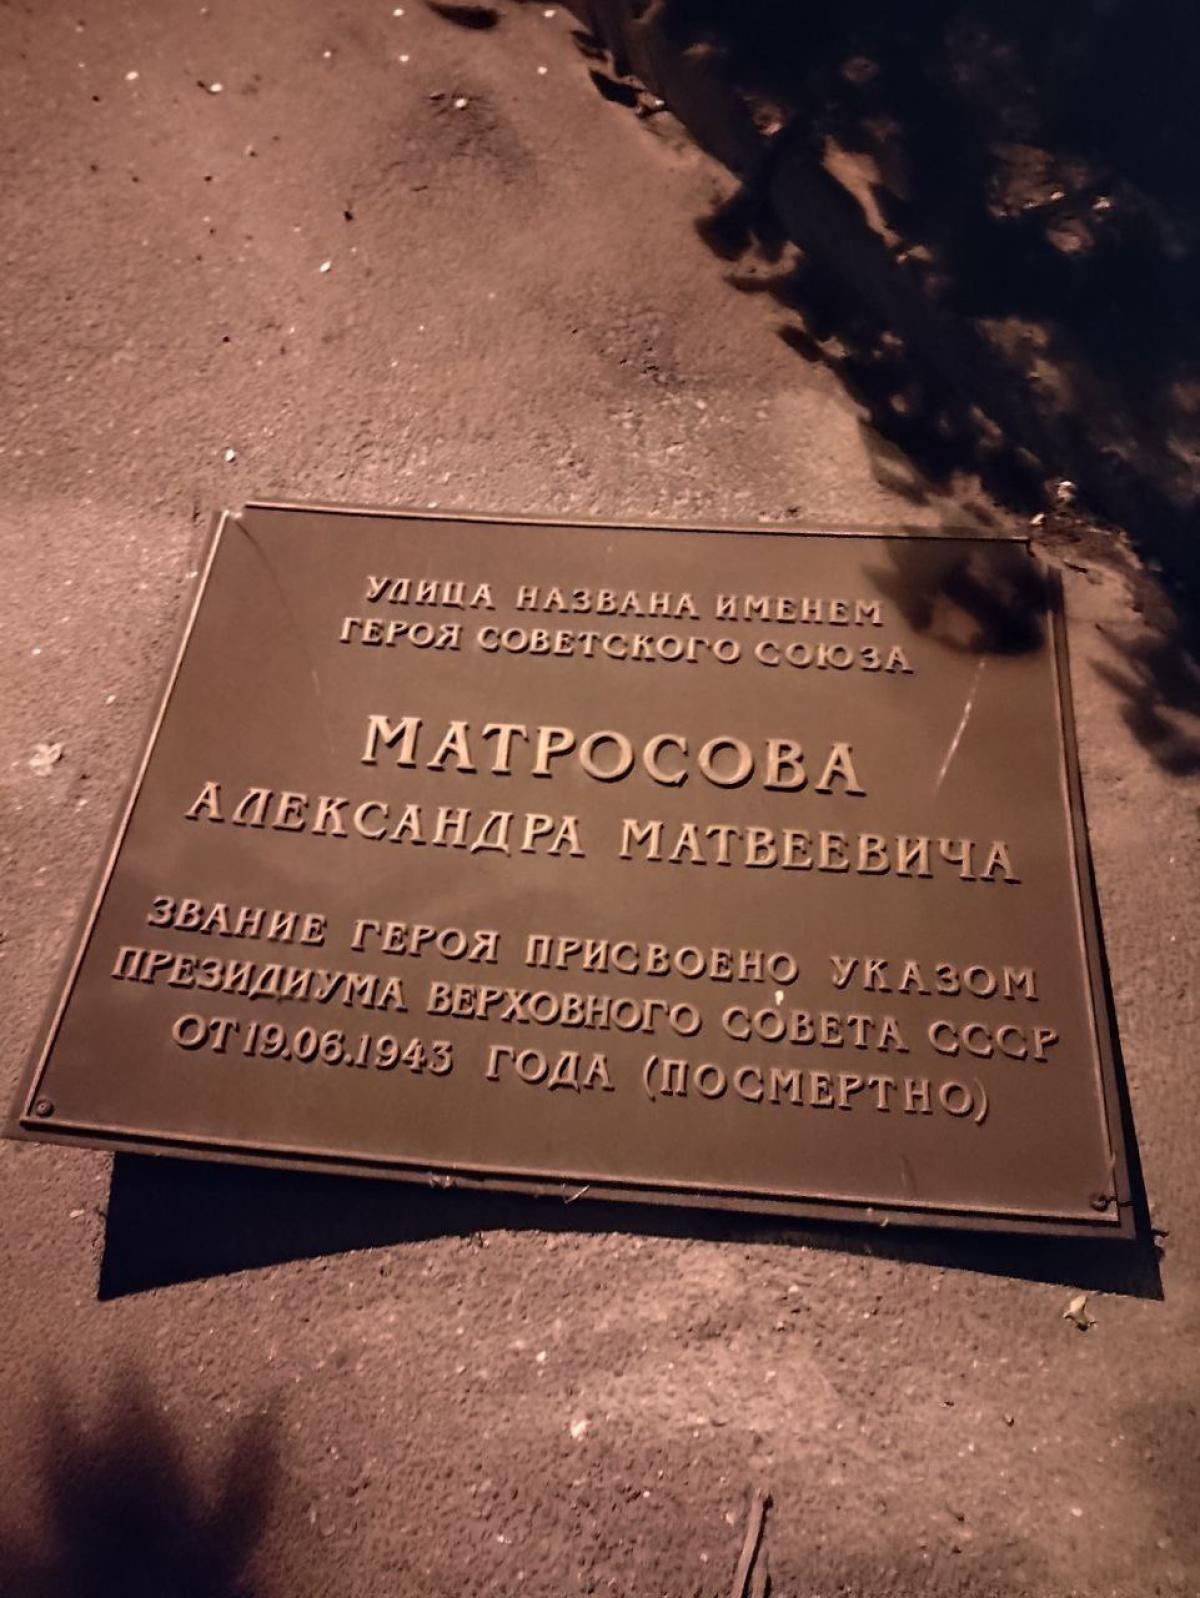 УЛИЦА НАЗВАНА ИМЕНЕМ
ГЕРОЯ СОВЕТСКОГО СОЮЗА
МАТРОСОВА
АЛЕКСАНДРА МАТВЕЕВИЧА
ЗВАНИЕ ГЕРОЯ ПРИСВОЕНО УКАЗОМ
ПРЕЗИДИУМА ВЕРХОВНОГО СОВЕТА СССР
ОТ 19.06.1943 ГОДА (ПОСМЕРТНО)